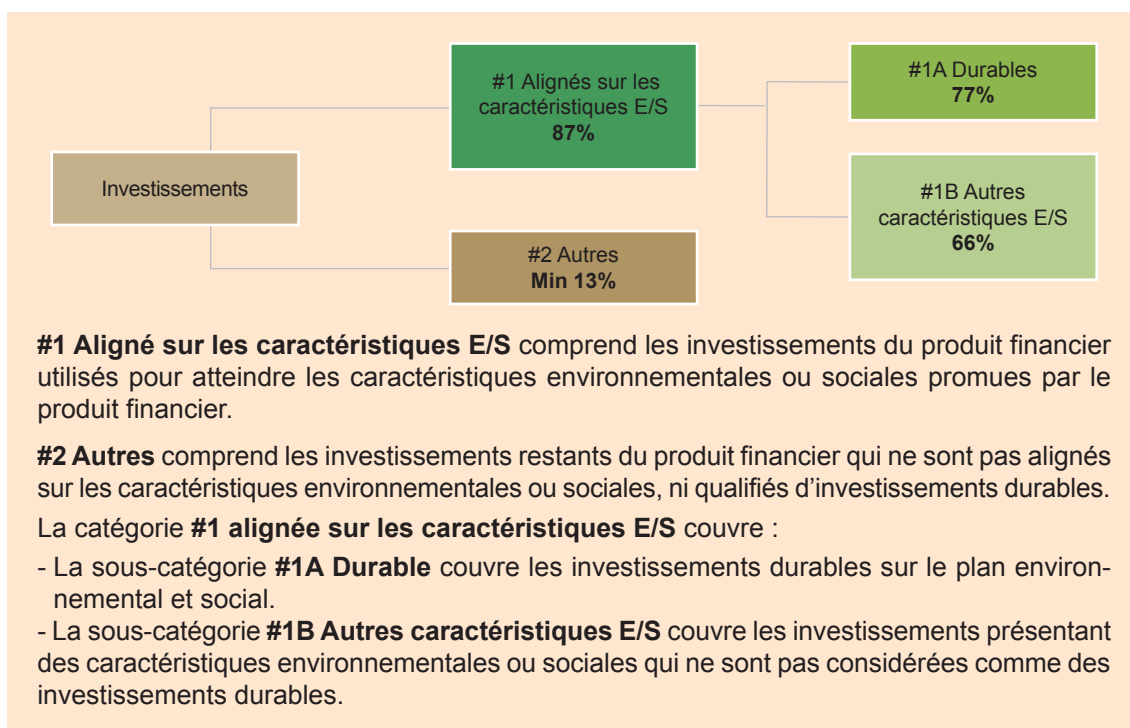 #1 Alignés sur les
caractéristiques E/S
87%
#1A Durables
77%
Investissements
#1B Autres
caractéristiques E/S
66%
#2 Autres
Min 13%
#1 Aligné sur les caractéristiques E/S comprend les investissements du produit financier
utilisés pour atteindre les caractéristiques environnementales ou sociales promues par le
produit financier.
#2 Autres comprend les investissements restants du produit financier qui ne sont pas alignés
sur les caractéristiques environnementales ou sociales, ni qualifiés d’investissements durables.
La catégorie #1 alignée sur les caractéristiques E/S couvre :
- La sous-catégorie #1A Durable couvre les investissements durables sur le plan environ-
nemental et social.
- La sous-catégorie #1B Autres caractéristiques E/S couvre les investissements présentant
des caractéristiques environnementales ou sociales qui ne sont pas considérées comme des
investissements durables.